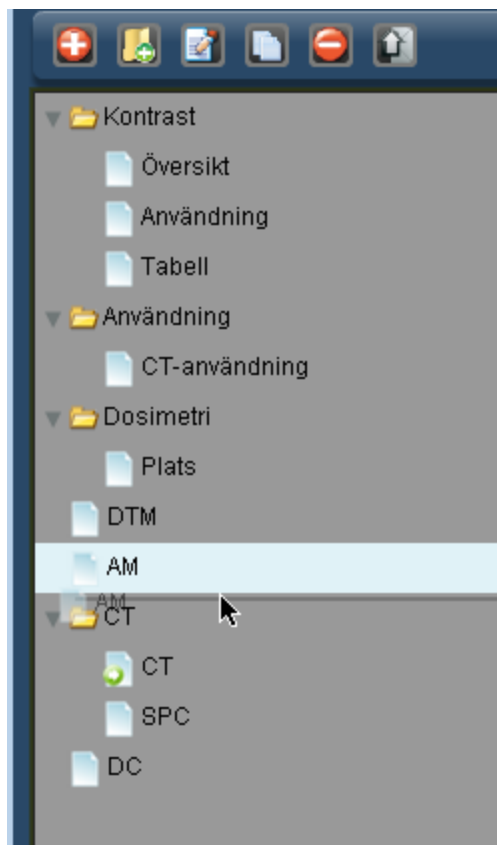 Kontrast
Översikt
Användning
Tabell
Användning
CT-användning
Dosimetri
Plats
DTM
AM
AM
CT
CT
SPC
DC